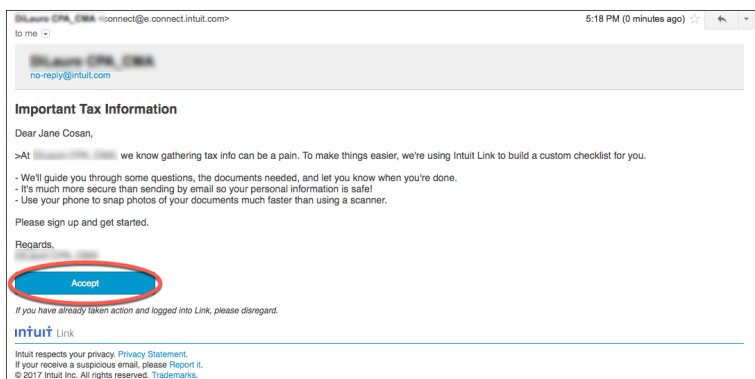 <connect@e.connect.intuit.com> 5:18 PM (0 minutes ago)
to me
no-reply@intuit.com
Important Tax Information
Dear Jane Cosan,
>At we know gathering tax info can be a pain. To make things easier, we're using Intuit Link to build a custom checklist for you.
- We'll guide you through some questions, the documents needed, and let you know when you're done.
- It's much more secure than sending by email so your personal information is safe!
- Use your phone to snap photos of your documents much faster than using a scanner.
Please sign up and get started.
Regards,
Accept
If you have already taken action and logged into Link, please disregard.
intuit Link
Intuit respects your privacy. Privacy Statement.
If your receive a suspicious email, please Report it.
© 2017 Intuit Inc. All rights reserved. Trademarks.